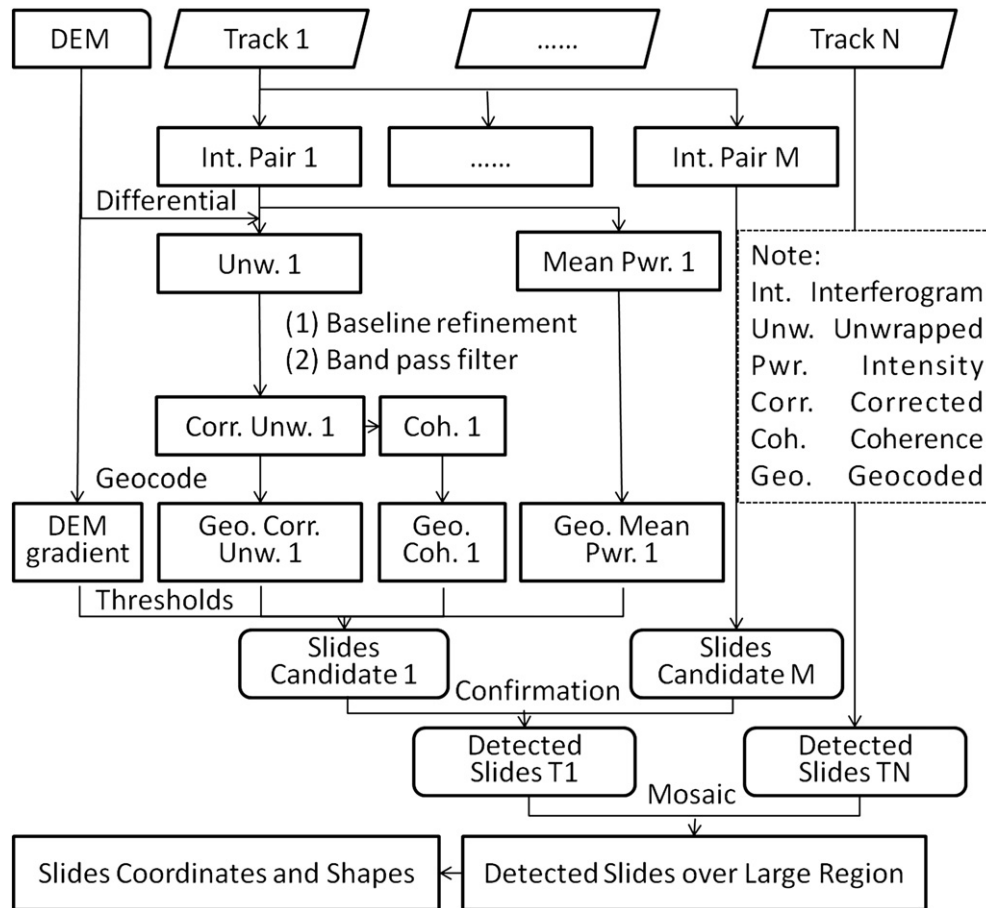 DEM
Track 1
......
Track N
Int. Pair 1
......
Int. Pair M
Differential
Unw. 1
Mean Pwr. 1
Note:
Int. Interferogram
Unw. Unwrapped
Pwr. Intensity
Corr. Corrected
Coh. Coherence
Geo. Geocoded
(1) Baseline refinement
(2) Band pass filter
Corr. Unw. 1
Coh. 1
Geocode
DEM
gradient
Geo. Corr.
Unw. 1
Geo.
Coh. 1
Geo. Mean
Pwr. 1
Thresholds
Slides
Candidate 1
Slides
Candidate M
Confirmation
Detected
Slides T1
Detected
Slides TN
Mosaic
Slides Coordinates and Shapes
Detected Slides over Large Region